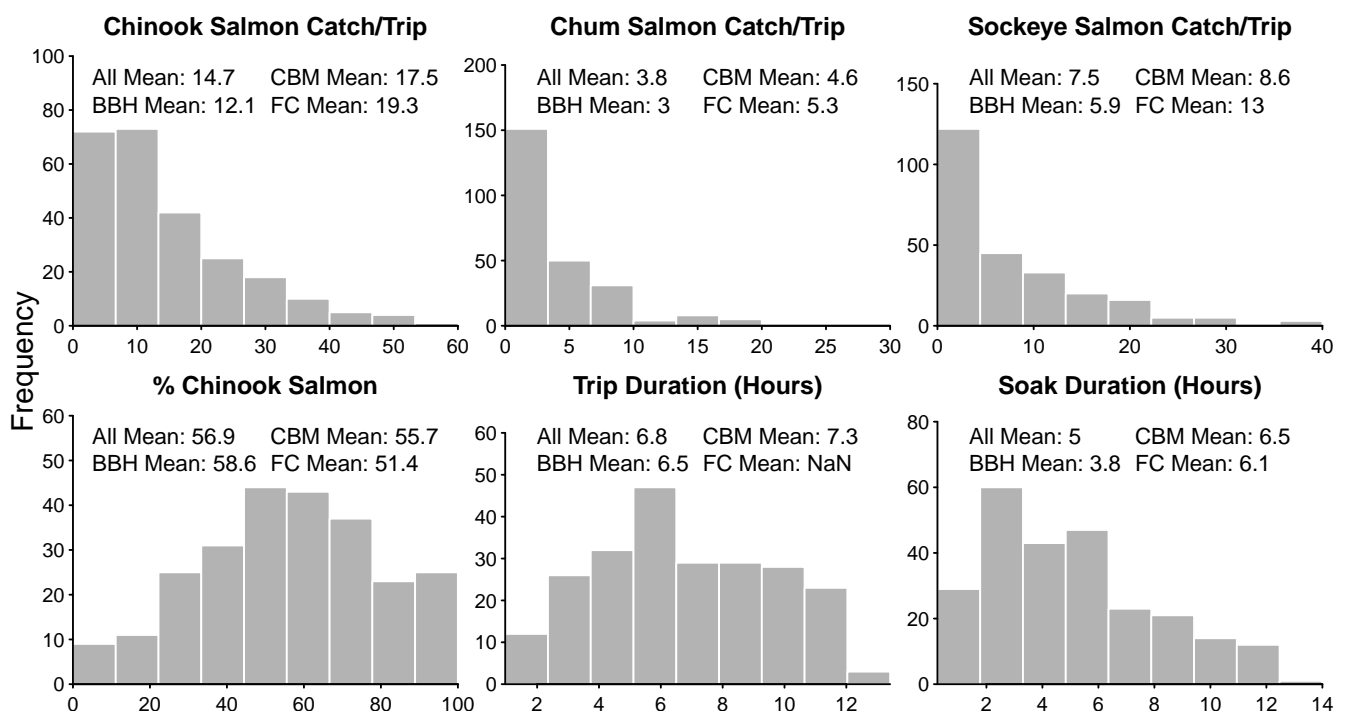 Chinook Salmon Catch/Trip
All Mean: 14.7 CBM Mean: 17.5
BBH Mean: 12.1 FC Mean: 19.3
100
80
60
40
20
0
0 10 20 30 40 50 60
Chum Salmon Catch/Trip
All Mean: 3.8 CBM Mean: 4.6
BBH Mean: 3 FC Mean: 5.3
200
150
100
50
0
0 5 10 15 20 25 30
Sockeye Salmon Catch/Trip
All Mean: 7.5 CBM Mean: 8.6
BBH Mean: 5.9 FC Mean: 13
150
100
50
0
0 10 20 30 40
Frequency
% Chinook Salmon
All Mean: 56.9 CBM Mean: 55.7
BBH Mean: 58.6 FC Mean: 51.4
60
50
40
30
20
10
0
0 20 40 60 80 100
Trip Duration (Hours)
All Mean: 6.8 CBM Mean: 7.3
BBH Mean: 6.5 FC Mean: NaN
60
50
40
30
20
10
0
2 4 6 8 10 12
Soak Duration (Hours)
All Mean: 5 CBM Mean: 6.5
BBH Mean: 3.8 FC Mean: 6.1
80
60
40
20
0
2 4 6 8 10 12 14